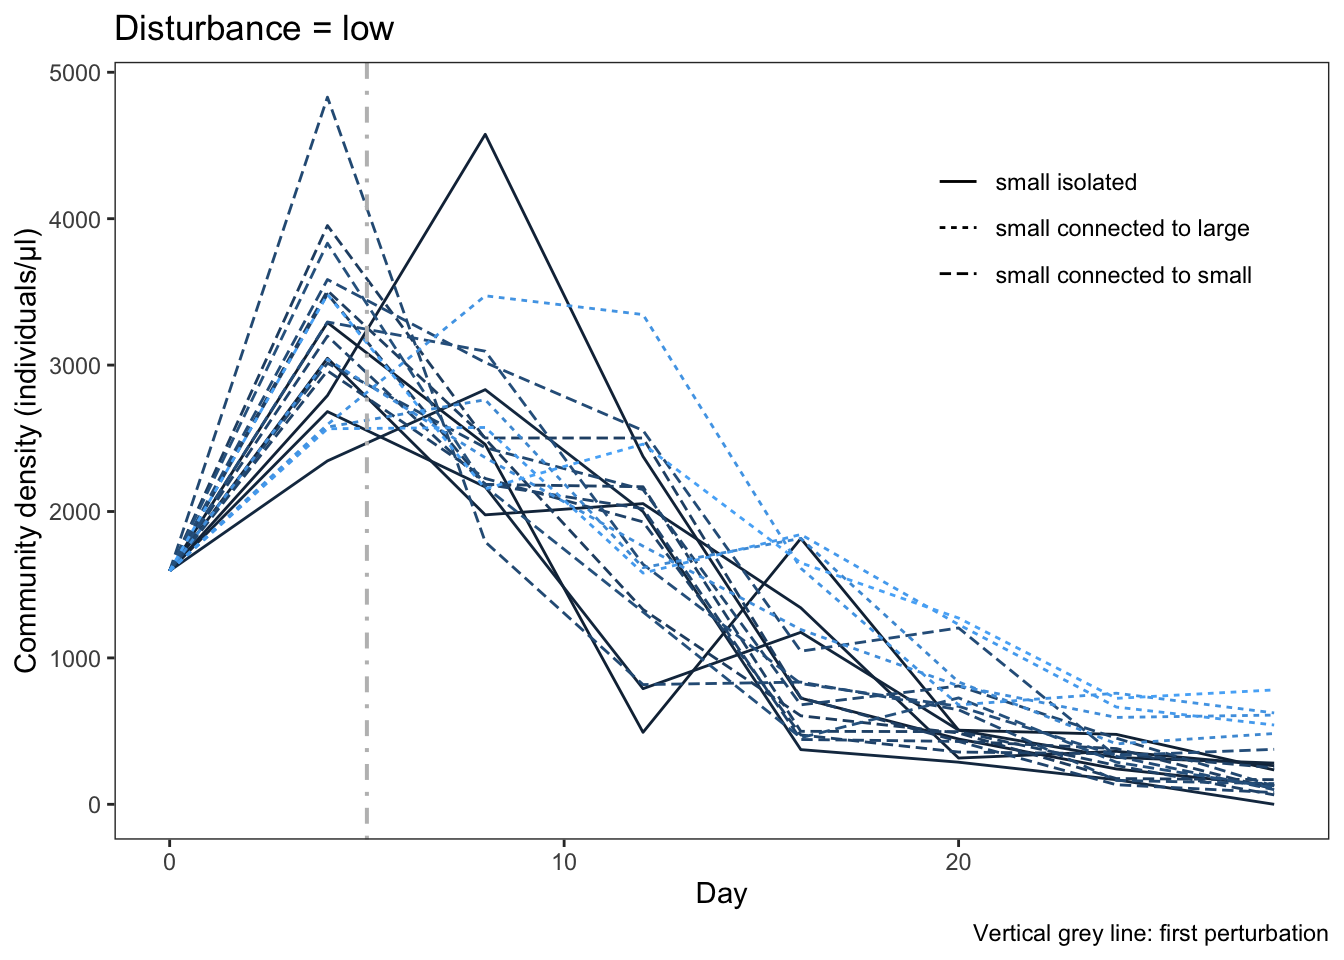 Disturbance = low
5000
4000
3000
2000
1000
0
Community density (individuals/µl)
small isolated
small connected to large
small connected to small
0
10
20
Day
Vertical grey line: first perturbation